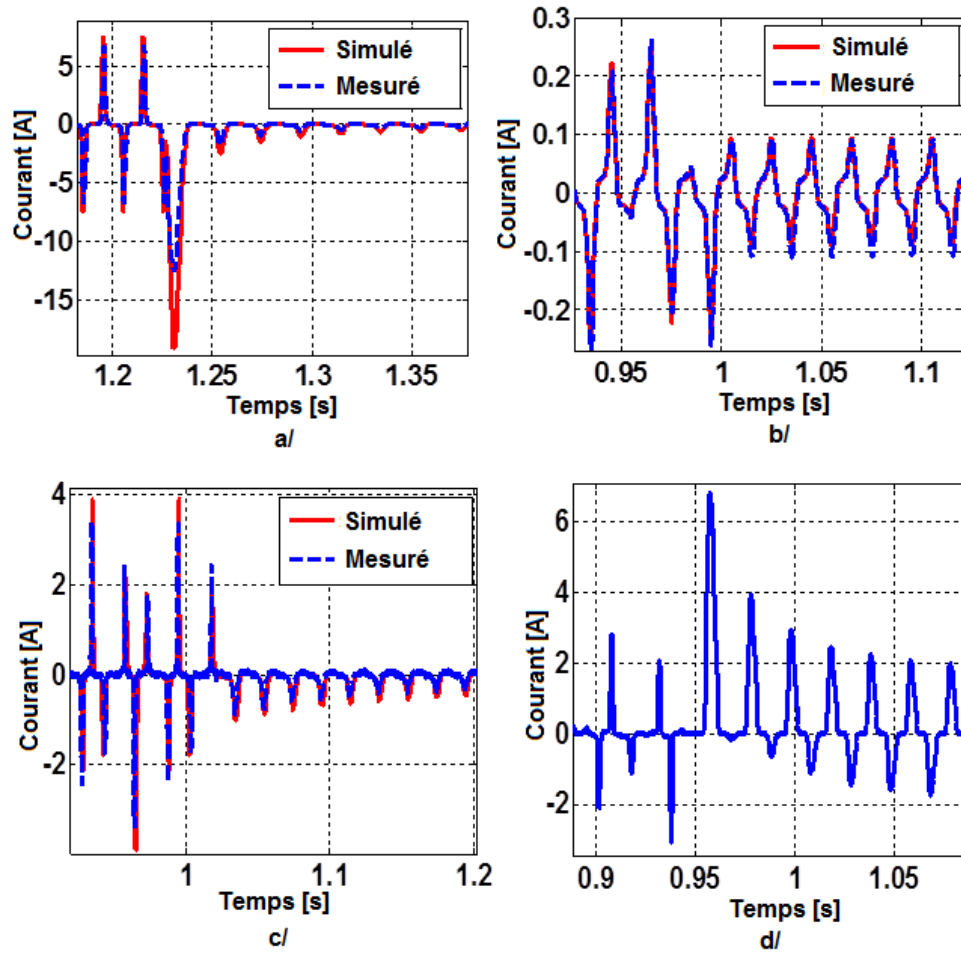 5
0
-5
-10
-15
Courant [A]
Simulé
Mesuré
1.2
1.25
1.3
1.35
Temps [s]
a/
0.3
0.2
0.1
0
-0.1
-0.2
Courant [A]
Simulé
Mesuré
0.95
1
1.05
1.1
Temps [s]
b/
4
2
0
-2
Courant [A]
Simulé
Mesuré
1
1.1
1.2
Temps [s]
c/
6
4
2
0
-2
Courant [A]
0.9
0.95
1
1.05
Temps [s]
d/